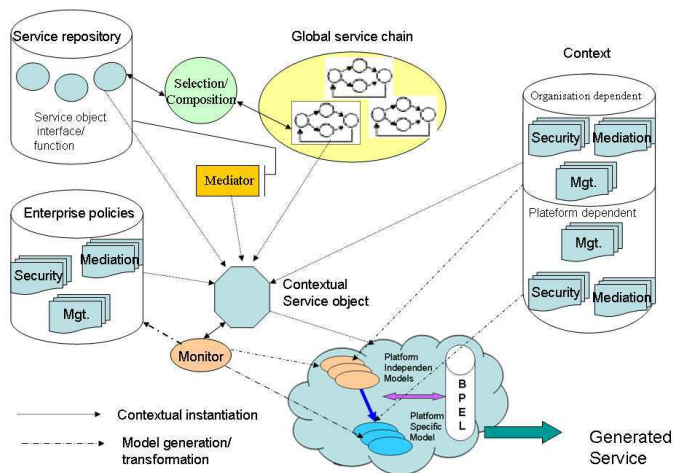 Service repository
Global service chain
Context
Selection/
Composition
Service object
interface/
function
Organisation dependent
Security
Mediation
Mgt.
Mediator
Enterprise policies
Plateform dependent
Mgt.
Mediation
Security
Mgt.
Security
Mediation
Contextual
Service object
Monitor
Platform
Independen
Models
Platform
Specific
Model
B
P
E
L
Contextual instantiation
Model generation/
transformation
Generated
Service